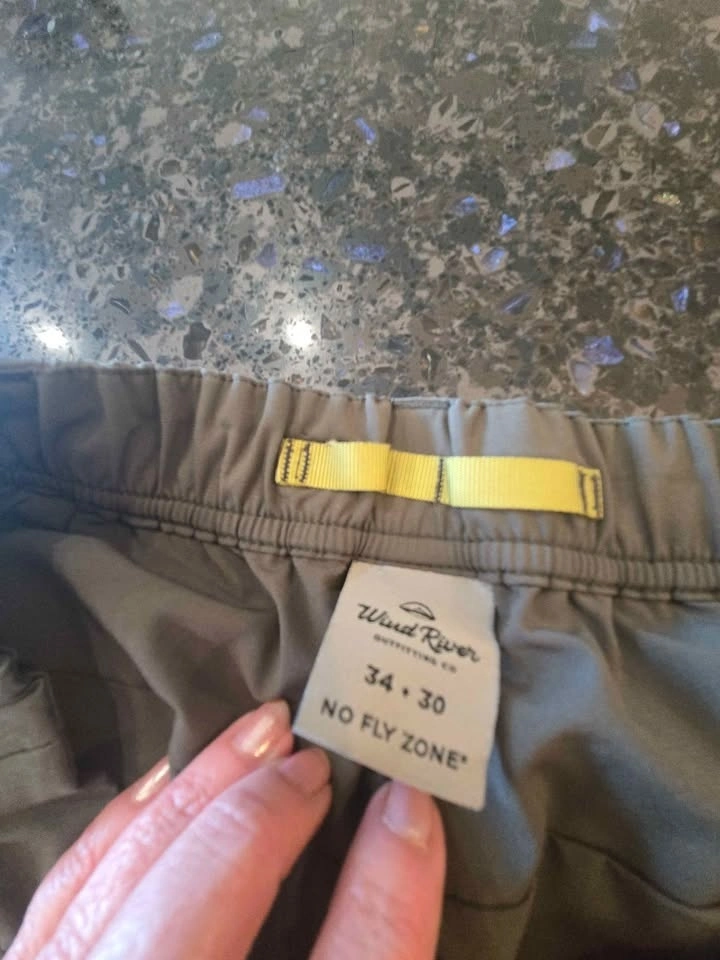 Wind River
OUTFITTING CO
34 • 30
NO FLY ZONE®